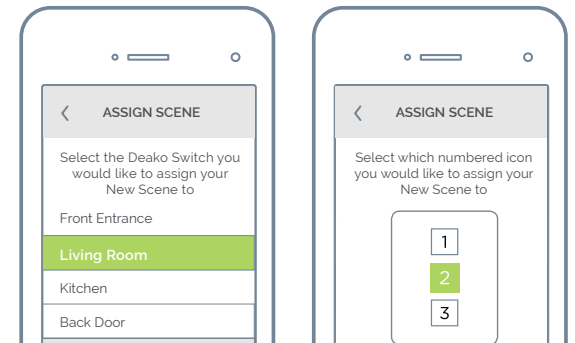 ASSIGN SCENE
Select the Deako Switch you
would like to assign your
New Scene to
Front Entrance
Living Room
Kitchen
Back Door
ASSIGN SCENE
Select which numbered icon
you would like to assign your
New Scene to
1
2
3